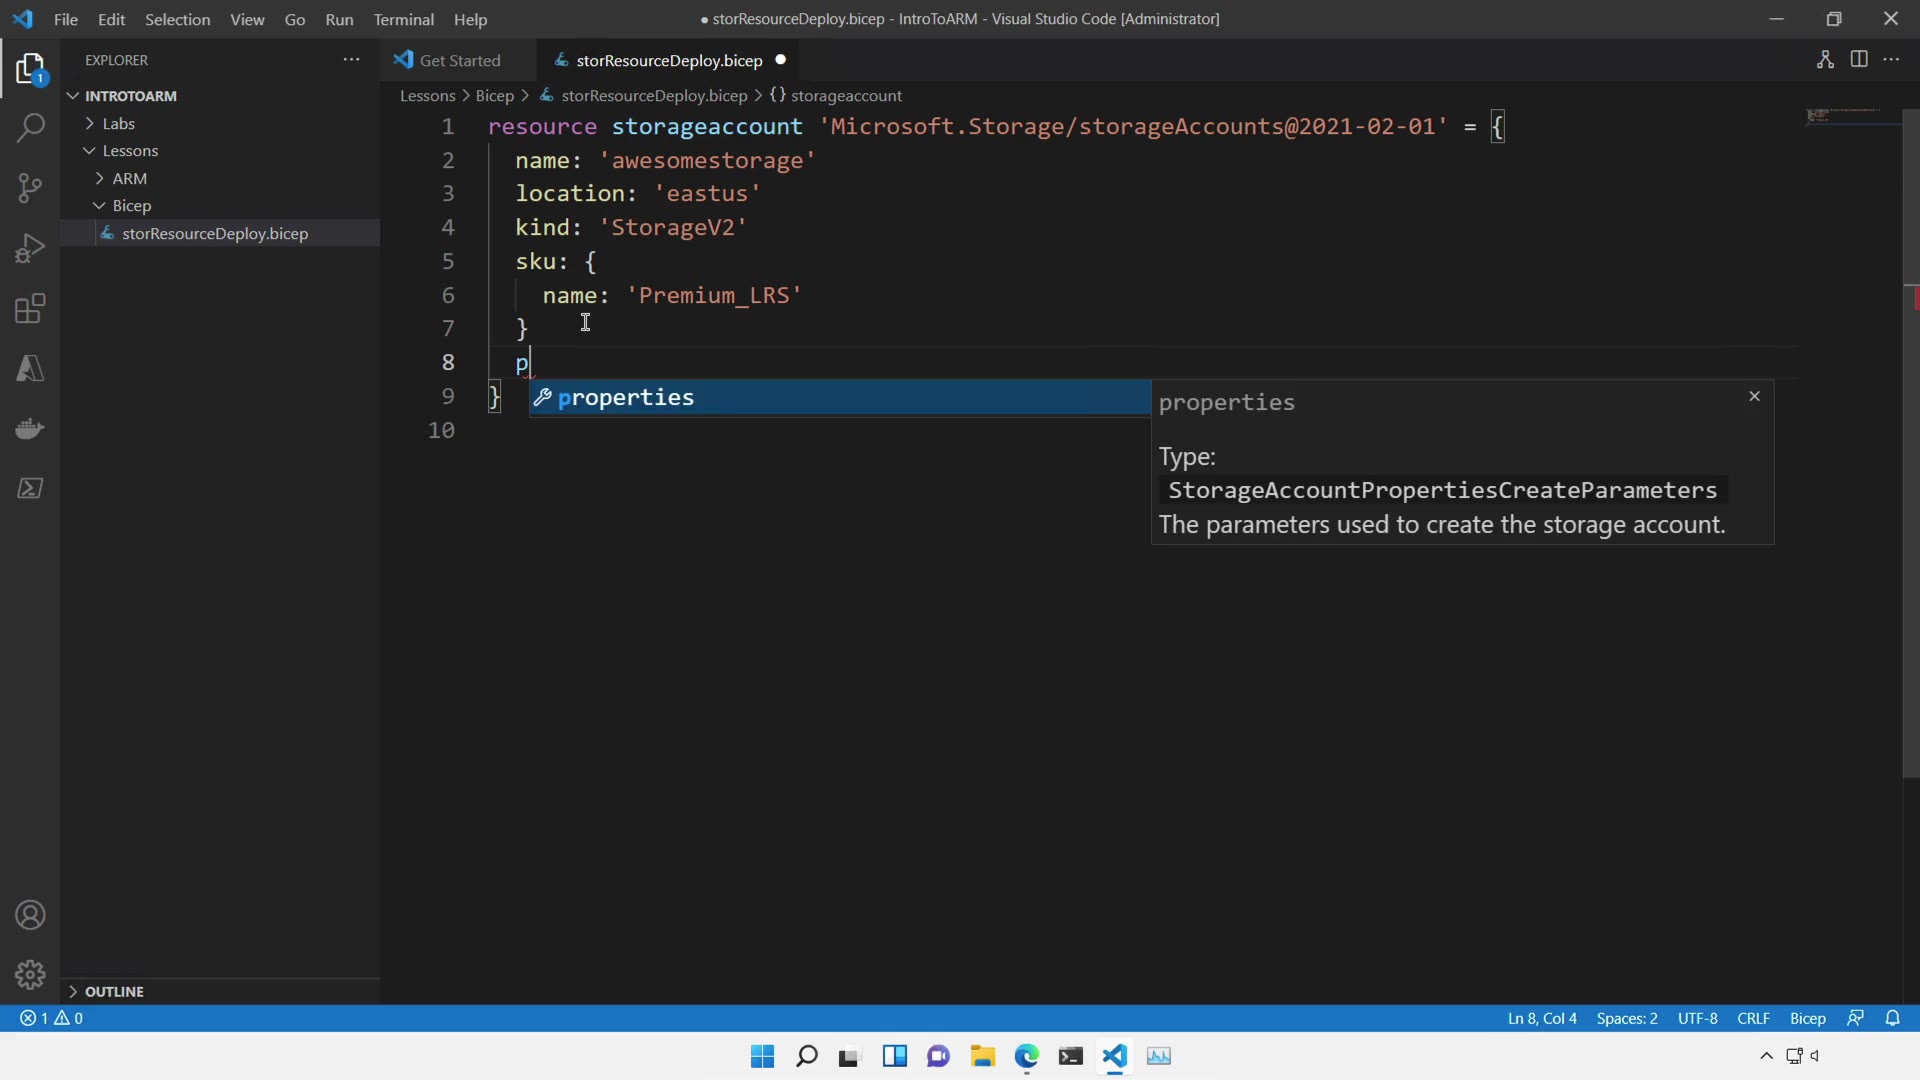 File Edit Selection View Go Run Terminal Help
● storResourceDeploy.bicep - IntroToARM - Visual Studio Code [Administrator]
EXPLORER
Get Started
storResourceDeploy.bicep
1
INTROTOARM
Labs
Lessons
ARM
Bicep
storResourceDeploy.bicep
OUTLINE
Lessons > Bicep > storResourceDeploy.bicep > {} storageaccount
1 resource storageaccount 'Microsoft.Storage/storageAccounts@2021-02-01' = {
2 name: 'awesomestorage'
3 location: 'eastus'
4 kind: 'StorageV2'
5 sku: {
6 name: 'Premium_LRS'
7 }
8 p
9 }
10
properties
properties
Type:
StorageAccountPropertiesCreateParameters
The parameters used to create the storage account.
1 0
Ln 8, Col 4 Spaces: 2 UTF-8 CRLF Bicep